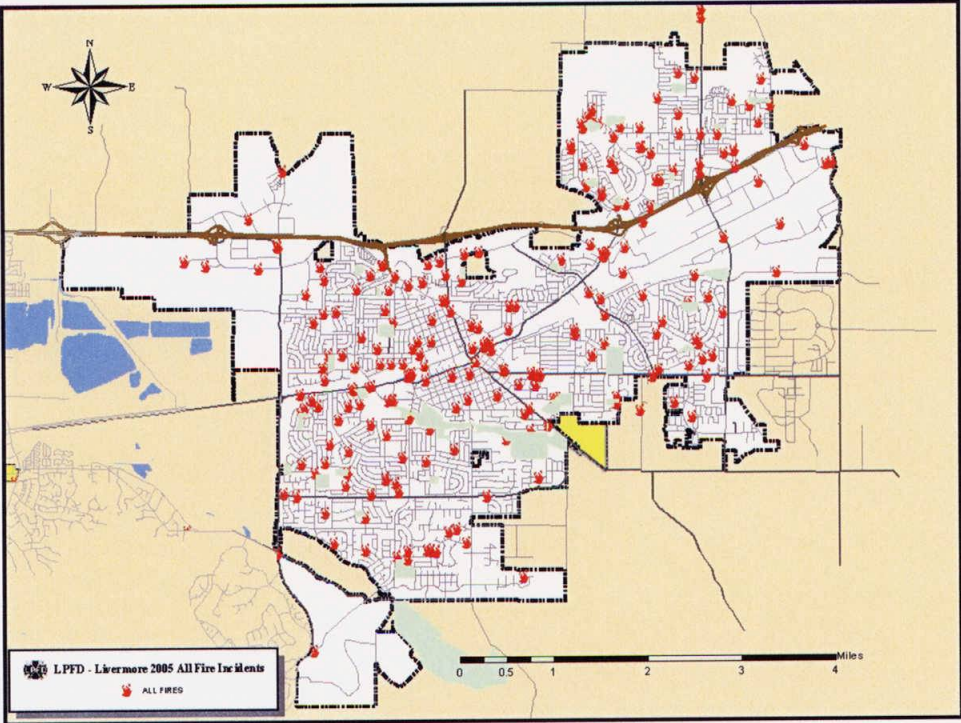 N
W E
S
LPFD - Livermore 2005 All Fire Incidents
ALL FIRES
Miles
0 0.5 1 2 3 4